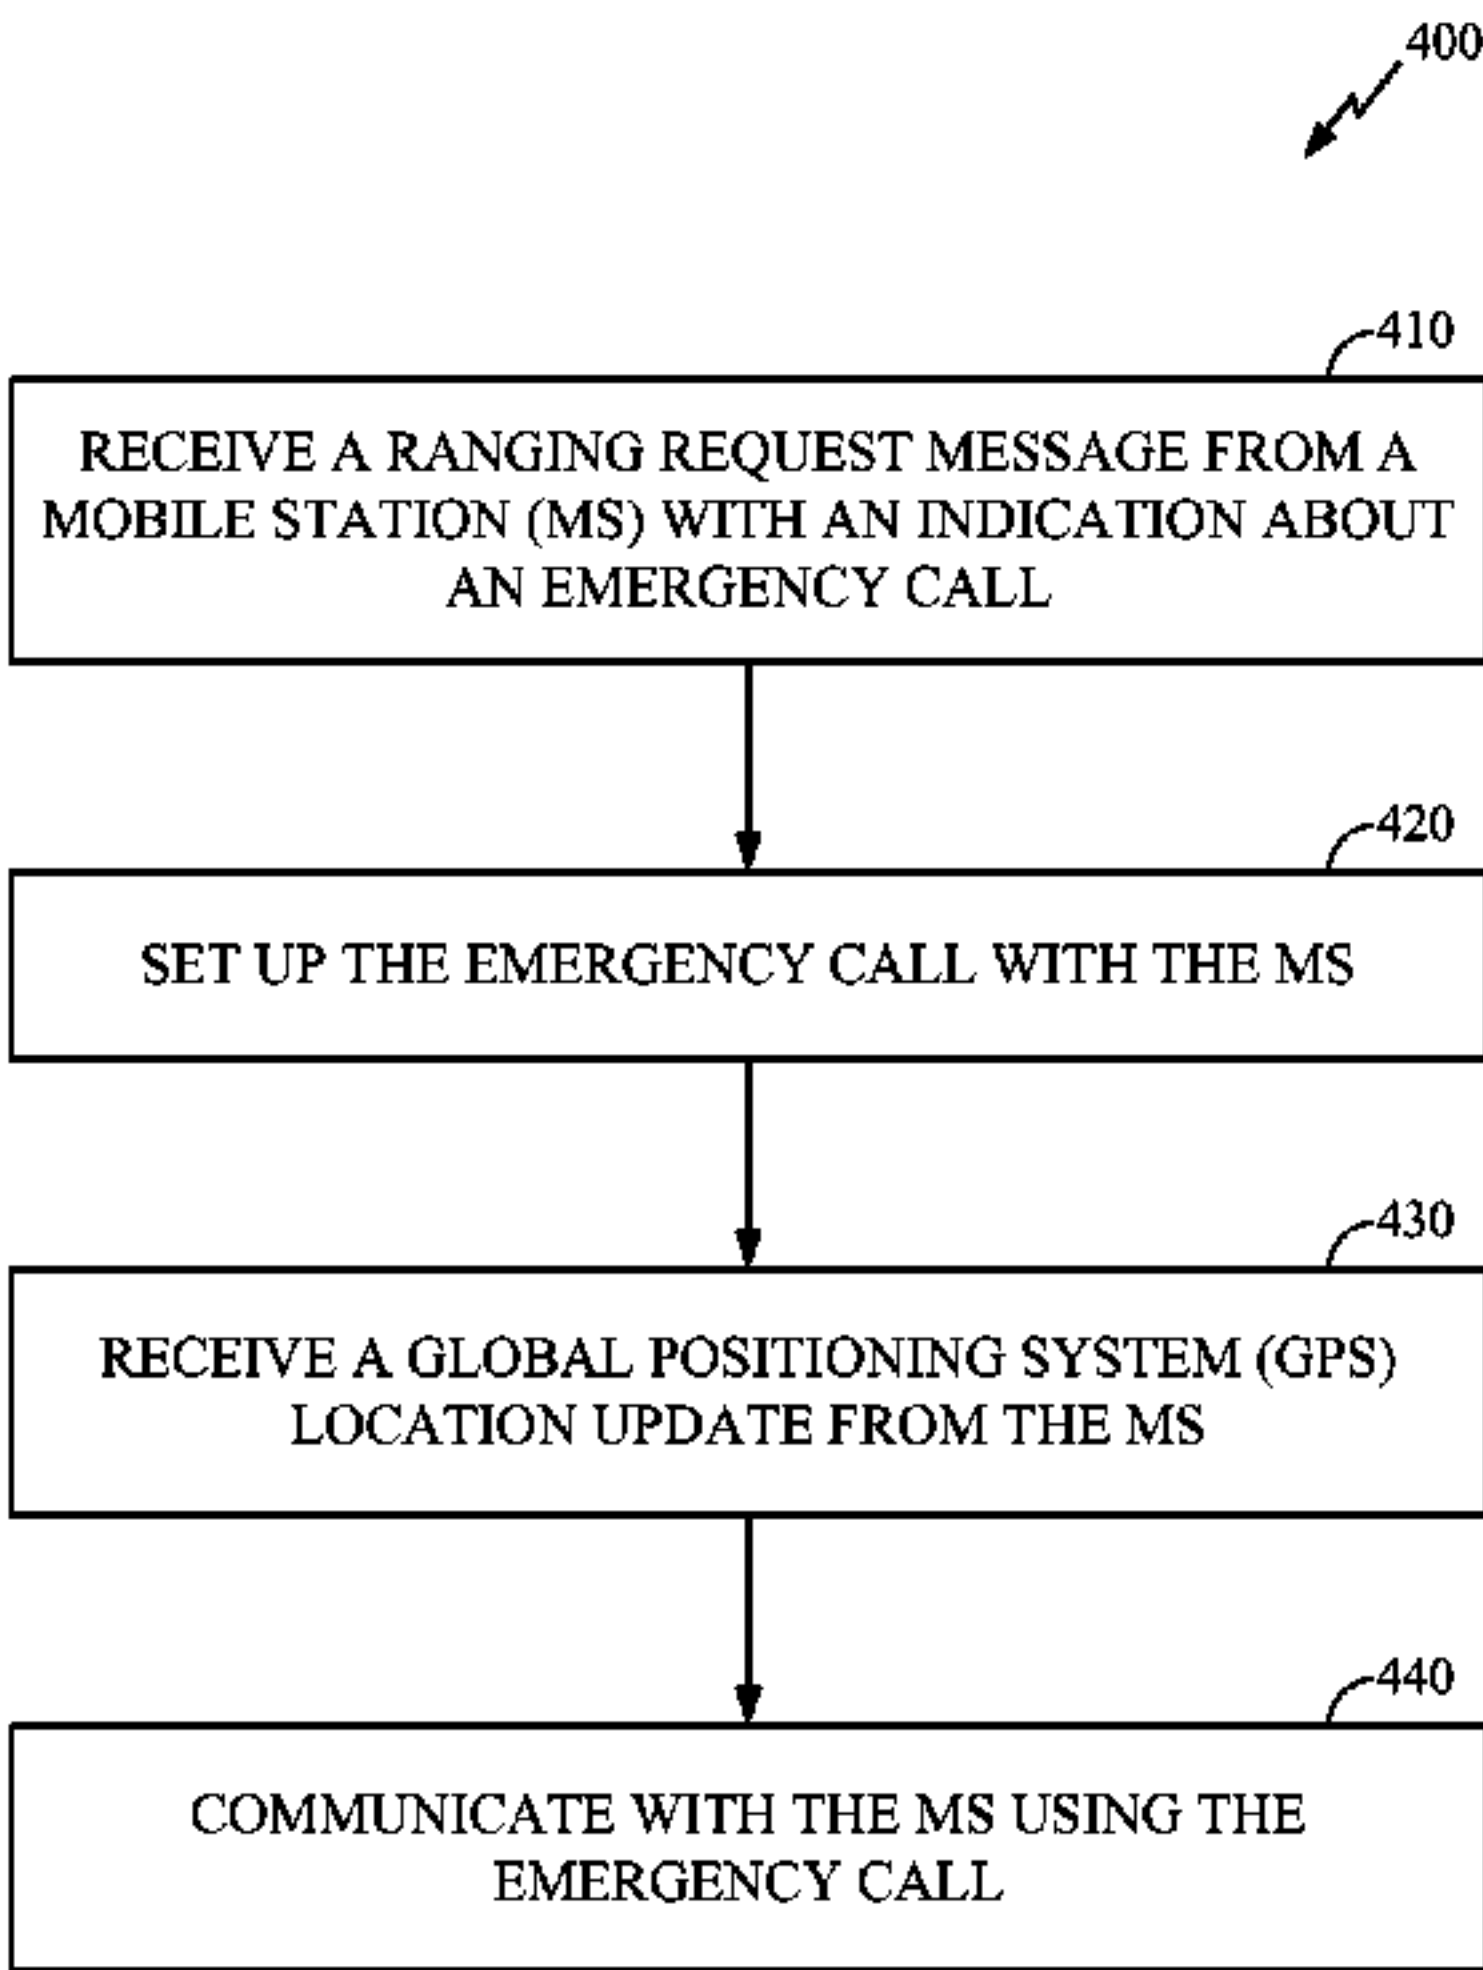 400
410
RECEIVE A RANGING REQUEST MESSAGE FROM A
MOBILE STATION (MS) WITH AN INDICATION ABOUT
AN EMERGENCY CALL
420
SET UP THE EMERGENCY CALL WITH THE MS
430
RECEIVE A GLOBAL POSITIONING SYSTEM (GPS)
LOCATION UPDATE FROM THE MS
440
COMMUNICATE WITH THE MS USING THE
EMERGENCY CALL